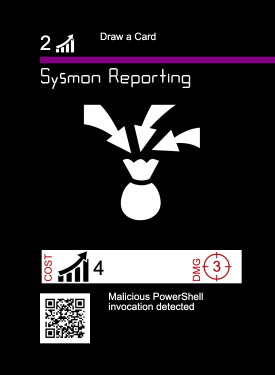 2
Draw a Card
Sysmon Reporting
COST
4
DMG
3
Malicious PowerShell
invocation detected